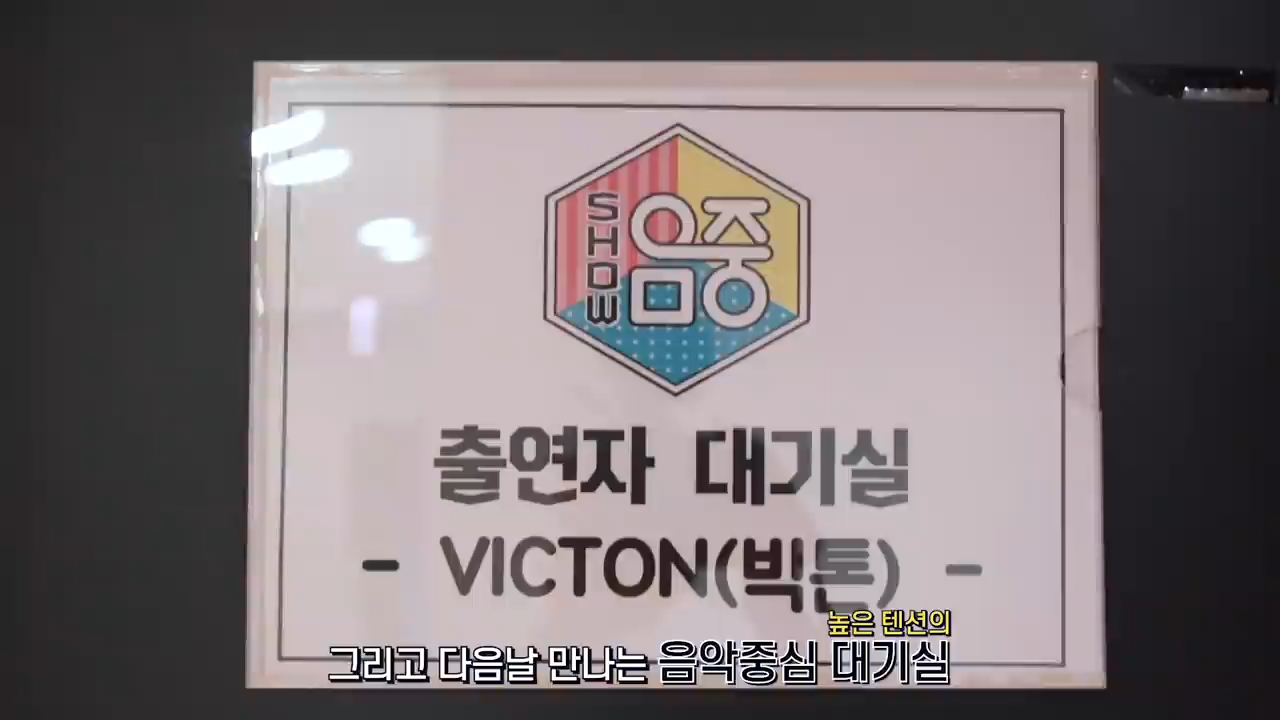 SHOW
음중
출연자 대기실
- VICTON(빅톤) -
높은 텐션의
그리고 다음날 만나는 음악중심 대기실